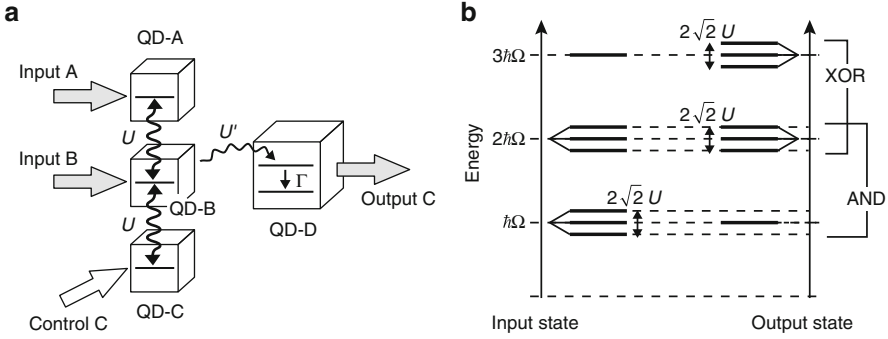 a
QD-A
Input A
U
U'
Input B
QD-B
Γ
Output C
U
QD-D
Control C
QD-C
b
Energy
3ħΩ
2√2 U
XOR
2ħΩ
2√2 U
AND
2√2 U
ħΩ
Input state
Output state